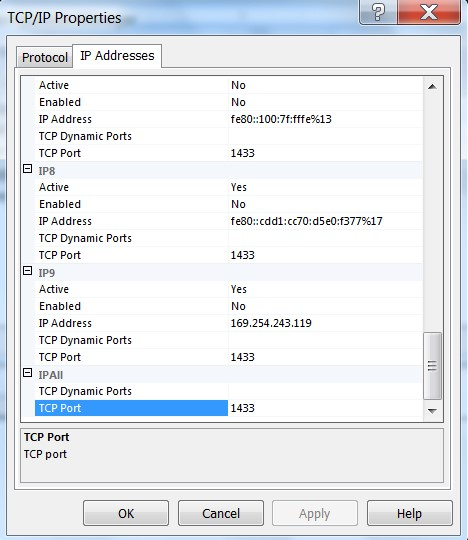 TCP/IP Properties
Protocol IP Addresses
Active No
Enabled No
IP Address fe80::100:7f:fffe%13
TCP Dynamic Ports
TCP Port 1433
IP8
Active Yes
Enabled No
IP Address fe80::cdd1:cc70:d5e0:f377%17
TCP Dynamic Ports
TCP Port 1433
IP9
Active Yes
Enabled No
IP Address 169.254.243.119
TCP Dynamic Ports
TCP Port 1433
IPAll
TCP Dynamic Ports
TCP Port 1433
TCP Port
TCP port
OK Cancel Apply Help